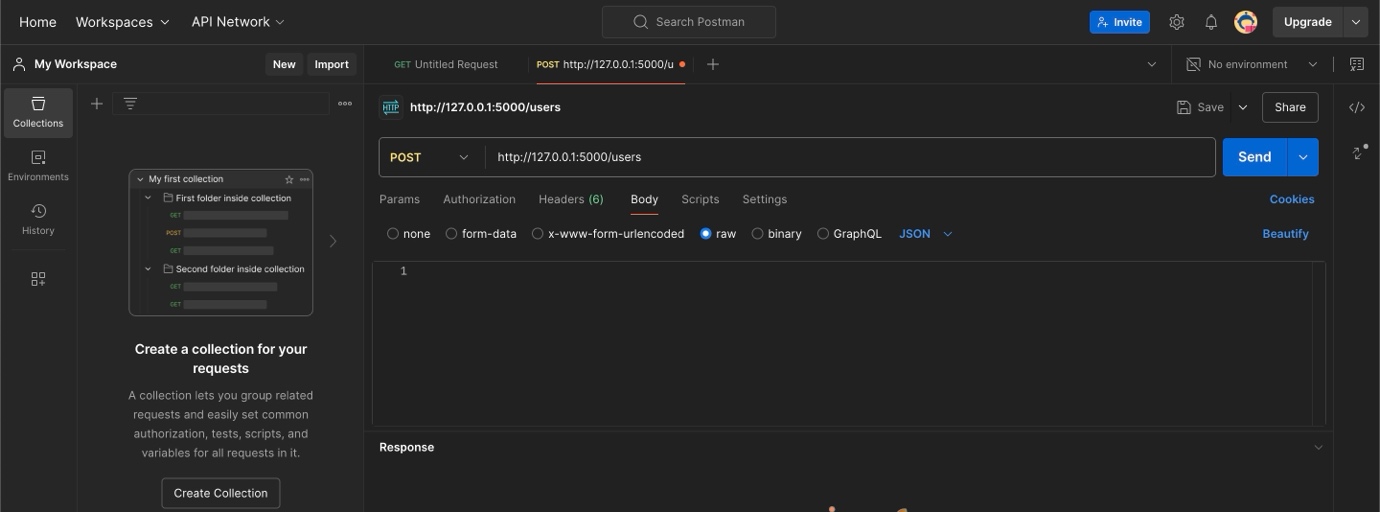 Home Workspaces API Network Search Postman Invite Upgrade
My Workspace New Import GET Untitled Request POST http://127.0.0.1:5000/u No environment
HTTP http://127.0.0.1:5000/users Save Share
Collections
POST http://127.0.0.1:5000/users Send
Environments
Params Authorization Headers (6) Body Scripts Settings Cookies
History
none form-data x-www-form-urlencoded raw binary GraphQL JSON Beautify
1
My first collection
First folder inside collection
GET
POST
GET
Second folder inside collection
GET
GET
Create a collection for your
requests
A collection lets you group related
requests and easily set common
authorization, tests, scripts, and
variables for all requests in it.
Create Collection
Response